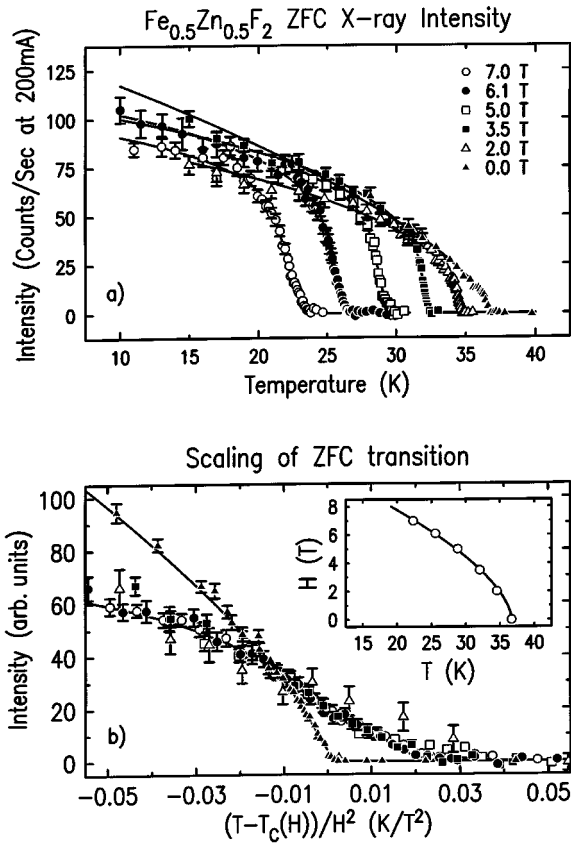 Fe0.5Zn0.5F2 ZFC X-ray Intensity
Intensity (Counts/Sec at 200mA)
125
100
75
50
25
0
a)
7.0 T
6.1 T
5.0 T
3.5 T
2.0 T
0.0 T
10 15 20 25 30 35 40
Temperature (K)
Scaling of ZFC transition
Intensity (arb. units)
100
80
60
40
20
0
b)
H (T)
8
6
4
2
0
15 20 25 30 35 40
T (K)
−0.05 −0.03 −0.01 0.01 0.03 0.05
(T−TC(H))/H² (K/T²)